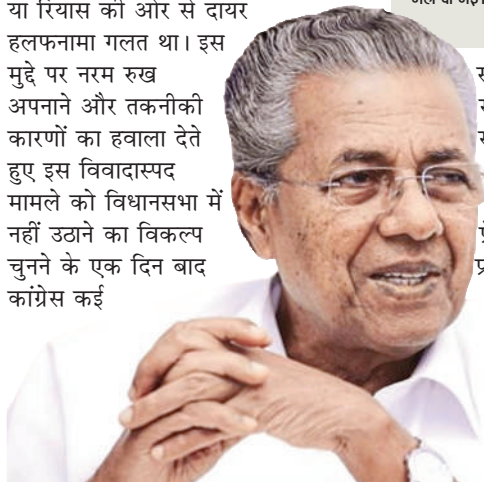 या रियास की ओर से दायर
हलफनामा गलत था। इस
मुद्दे पर नरम रुख
अपनाने और तकनीकी
कारणों का हवाला देते
हुए इस विवादास्पद
मामले को विधानसभा में
नहीं उठाने का विकल्प
चुनने के एक दिन बाद
कांग्रेस कई